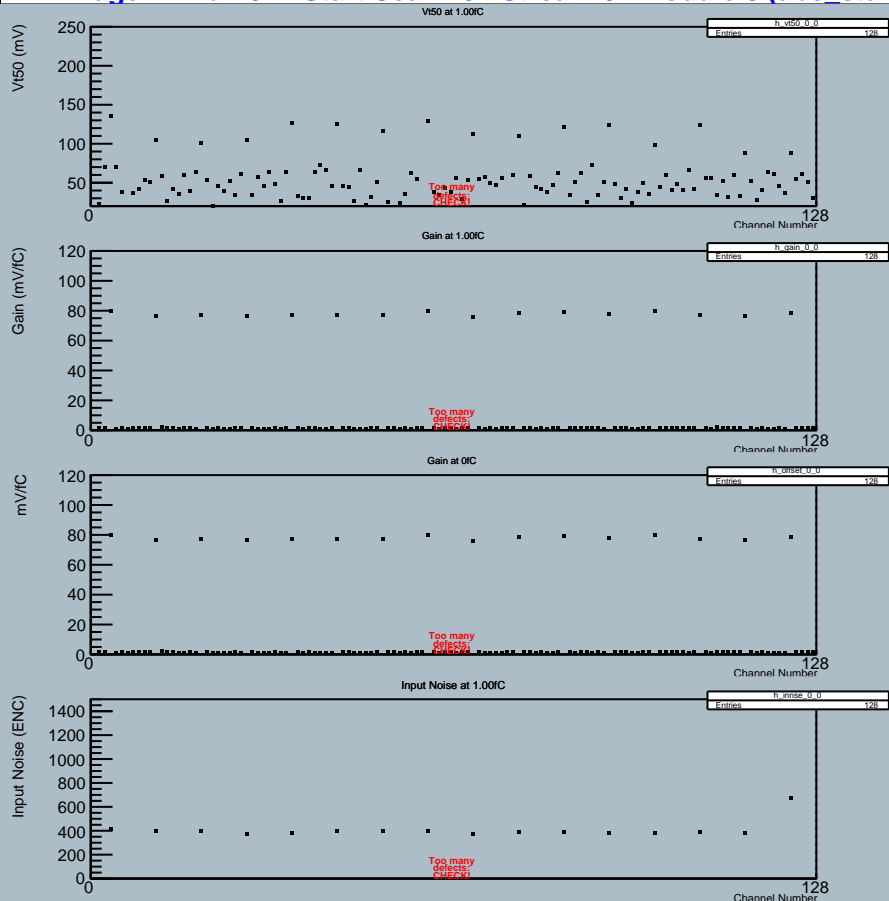 Vt50 at 1.00fC
h_vt50_0_0
Entries 128
Vt50 (mV)
250
200
150
100
50
Too many
defects:
CHECK!
0
128
Channel Number
Gain at 1.00fC
h_gain_0_0
Entries 128
Gain (mV/fC)
120
100
80
60
40
20
0
Too many
defects:
CHECK!
0
128
Channel Number
Gain at 0fC
h_offset_0_0
Entries 128
mV/fC
120
100
80
60
40
20
0
Too many
defects:
CHECK!
0
128
Channel Number
Input Noise at 1.00fC
h_innse_0_0
Entries 128
Input Noise (ENC)
1400
1200
1000
800
600
400
200
0
Too many
defects:
CHECK!
0
128
Channel Number